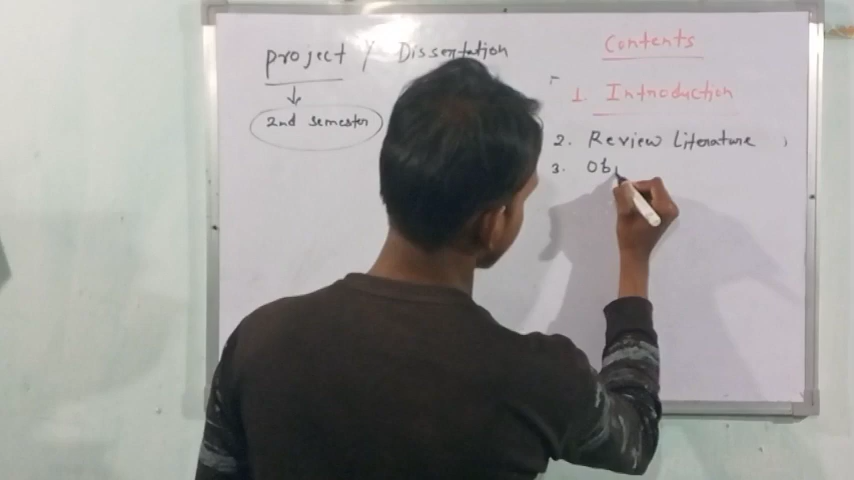 project / Dissertation
2nd semester
Contents
1. Introduction
2. Review Literature
3. Obj